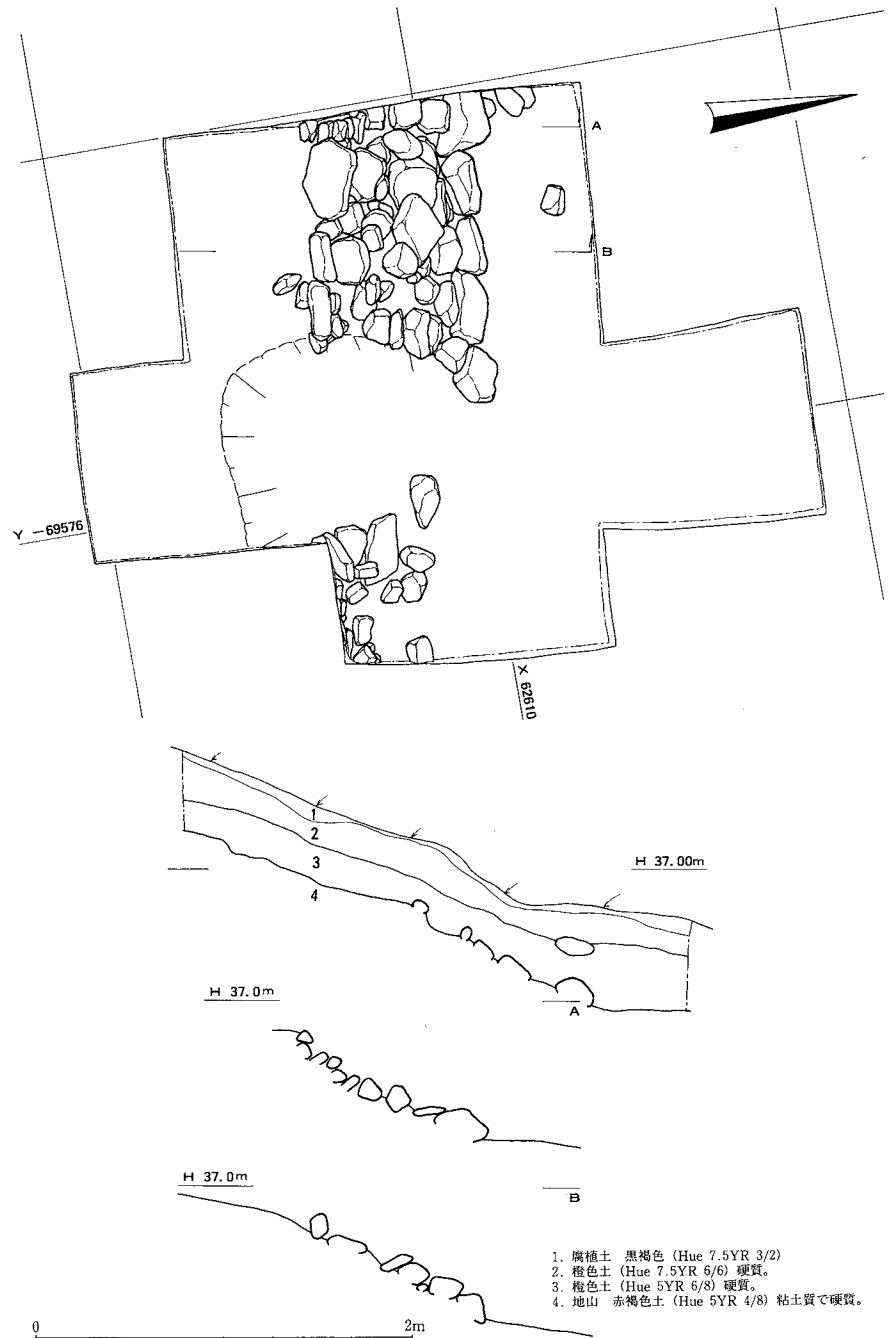 A
B
Y −69576
X 62610
1
2
3
4
H 37.00m
A
H 37.0m
B
H 37.0m
1. 腐植土 黒褐色 (Hue 7.5YR 3/2)
2. 橙色土 (Hue 7.5YR 6/6) 硬質。
3. 橙色土 (Hue 5YR 6/8) 硬質。
4. 地山 赤褐色土 (Hue 5YR 4/8) 粘土質で硬質。
0 2m